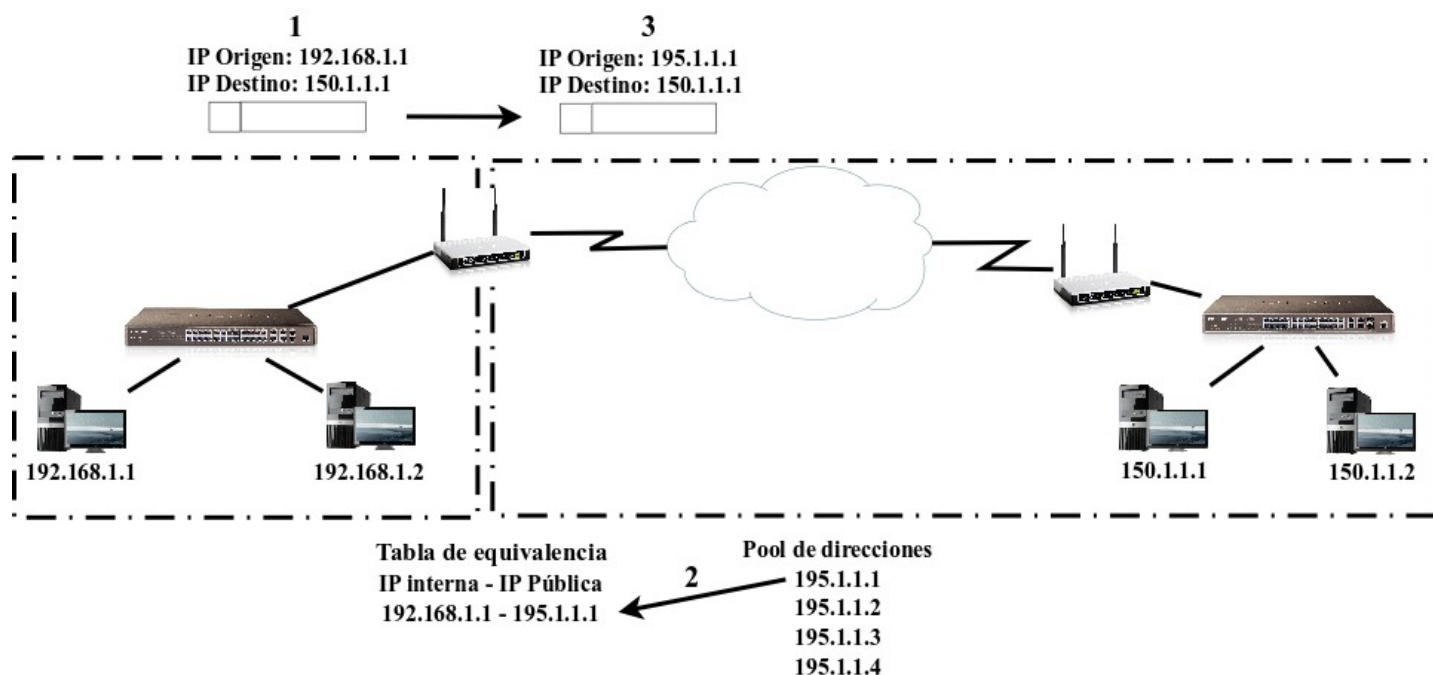 1
IP Origen: 192.168.1.1
IP Destino: 150.1.1.1
3
IP Origen: 195.1.1.1
IP Destino: 150.1.1.1
192.168.1.1
192.168.1.2
150.1.1.1
150.1.1.2
Tabla de equivalencia
IP interna - IP Pública
192.168.1.1 - 195.1.1.1
2
Pool de direcciones
195.1.1.1
195.1.1.2
195.1.1.3
195.1.1.4